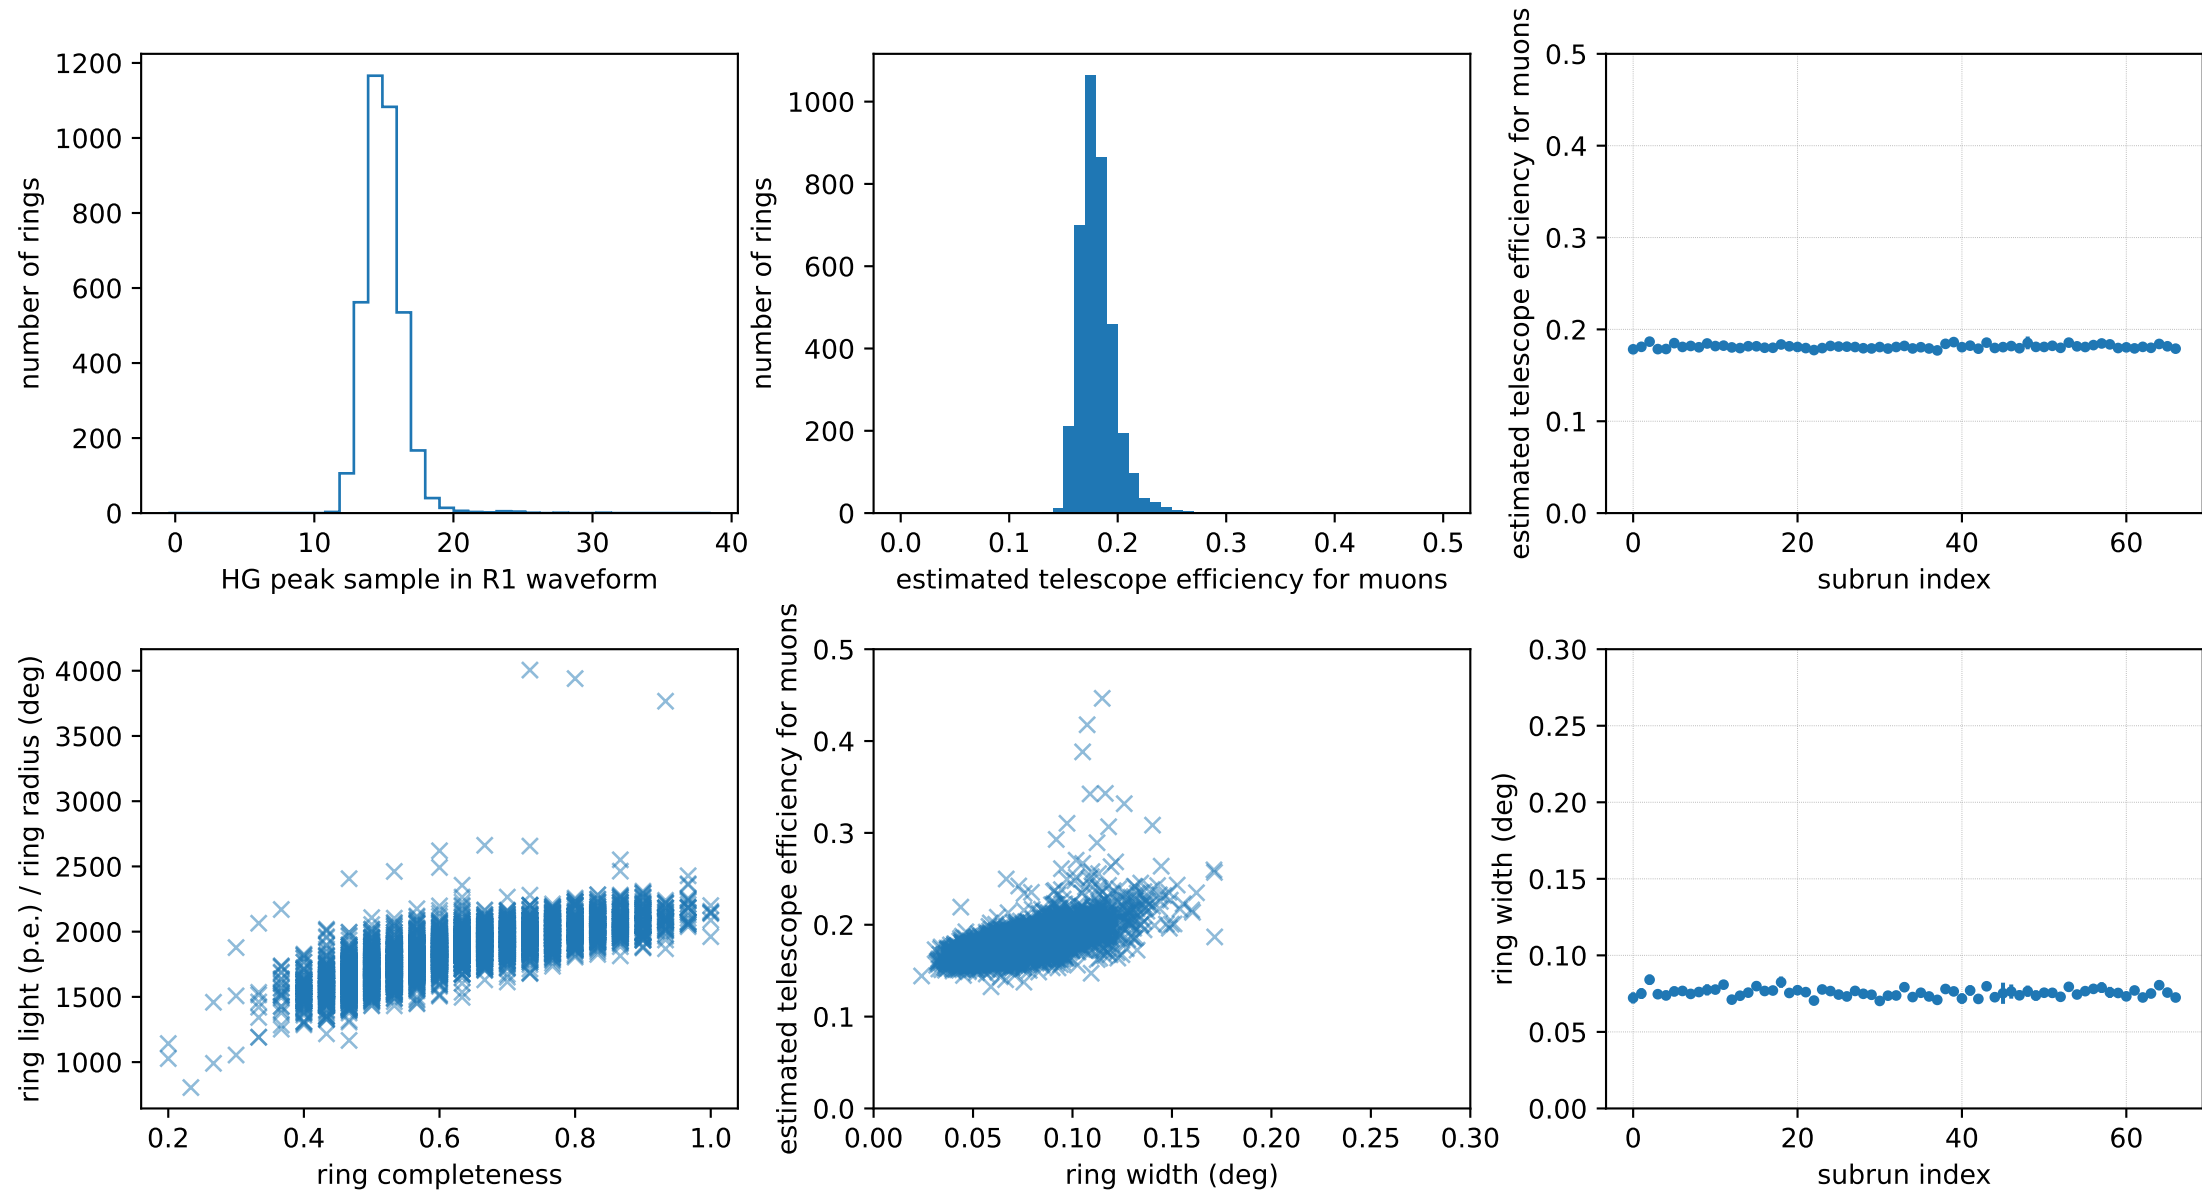 number of rings
1200
1000
800
600
400
200
0
0 10 20 30 40
HG peak sample in R1 waveform
number of rings
1000
800
600
400
200
0
0.0 0.1 0.2 0.3 0.4 0.5
estimated telescope efficiency for muons
estimated telescope efficiency for muons
0.5
0.4
0.3
0.2
0.1
0.0
0 20 40 60
subrun index
ring light (p.e.) / ring radius (deg)
4000
3500
3000
2500
2000
1500
1000
0.2 0.4 0.6 0.8 1.0
ring completeness
estimated telescope efficiency for muons
0.5
0.4
0.3
0.2
0.1
0.0
0.00 0.05 0.10 0.15 0.20 0.25 0.30
ring width (deg)
ring width (deg)
0.30
0.25
0.20
0.15
0.10
0.05
0.00
0 20 40 60
subrun index